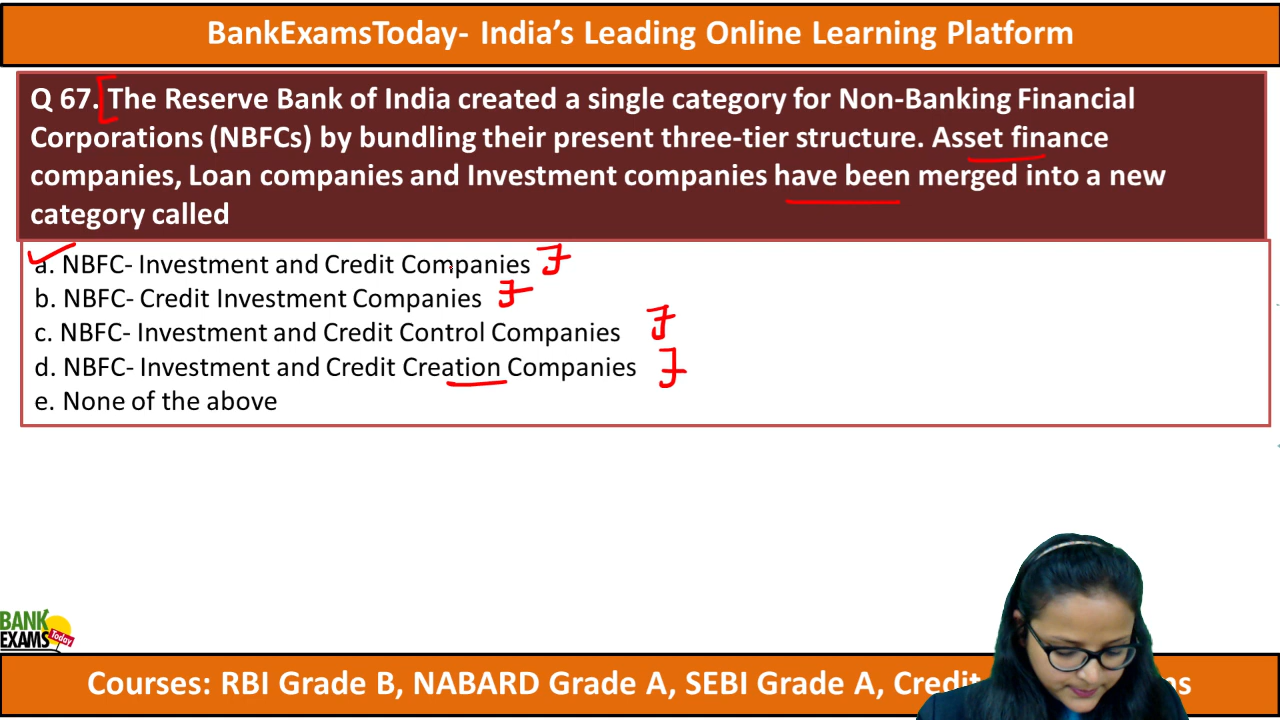 BankExamsToday- India's Leading Online Learning Platform
Q 67. The Reserve Bank of India created a single category for Non-Banking Financial
Corporations (NBFCs) by bundling their present three-tier structure. Asset finance
companies, Loan companies and Investment companies have been merged into a new
category called
a. NBFC- Investment and Credit Companies
b. NBFC- Credit Investment Companies
c. NBFC- Investment and Credit Control Companies
d. NBFC- Investment and Credit Creation Companies
e. None of the above
BANK
EXAMS Today
Courses: RBI Grade B, NABARD Grade A, SEBI Grade A, Credit